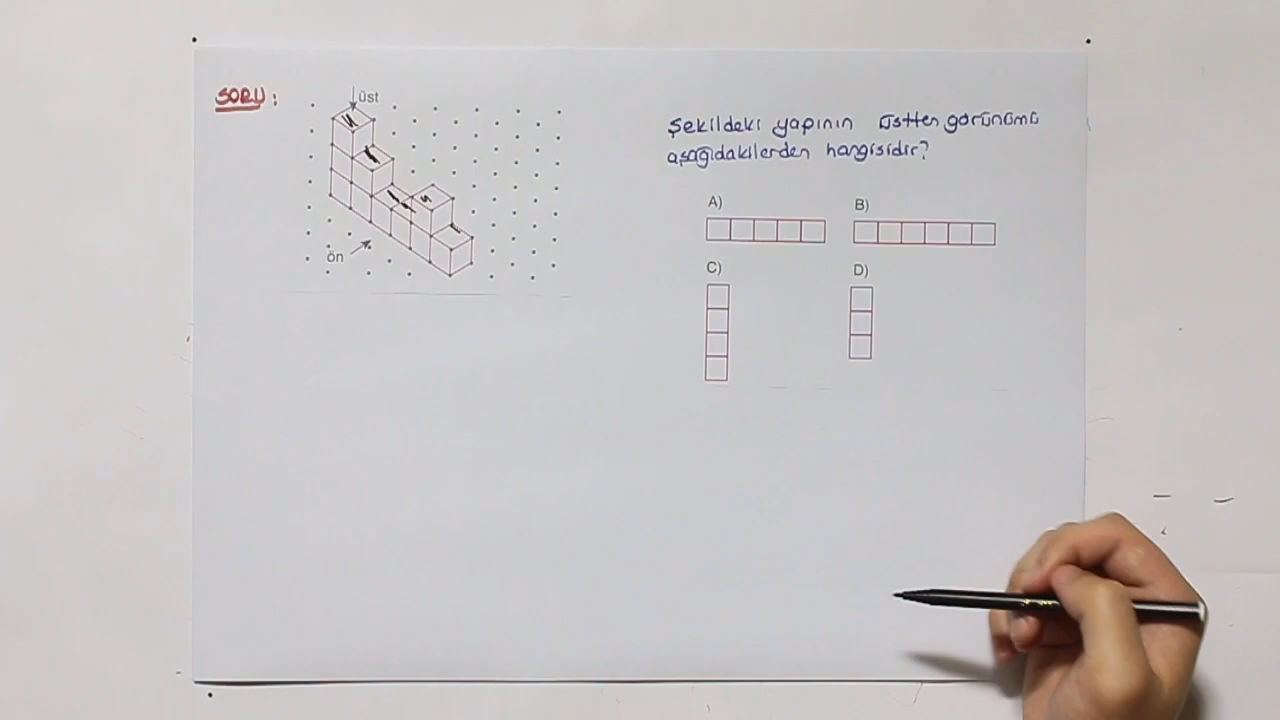 SORU:
üst
ön
Şekildeki yapının üstten görünümü
aşağıdakilerden hangisidir?
A)
B)
C)
D)